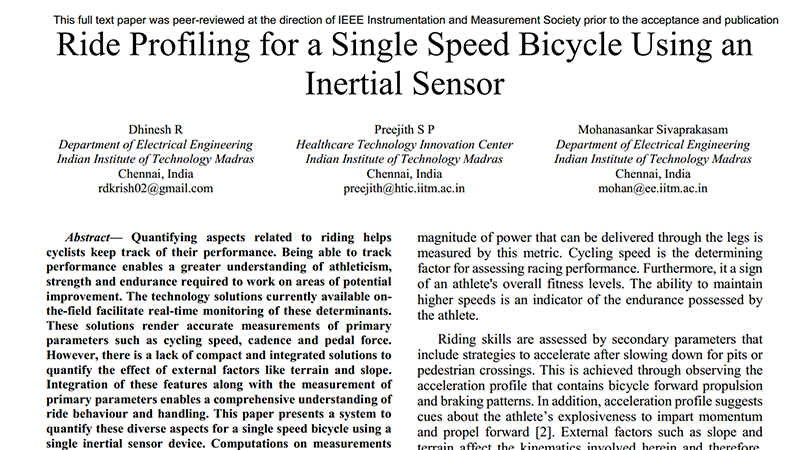 This full text paper was peer-reviewed at the direction of IEEE Instrumentation and Measurement Society prior to the acceptance and publication
Ride Profiling for a Single Speed Bicycle Using an
Inertial Sensor
Dhinesh R
Department of Electrical Engineering
Indian Institute of Technology Madras
Chennai, India
rdkrish02@gmail.com
Preejith S P
Healthcare Technology Innovation Center
Indian Institute of Technology Madras
Chennai, India
preejith@htic.iitm.ac.in
Mohanasankar Sivaprakasam
Department of Electrical Engineering
Indian Institute of Technology Madras
Chennai, India
mohan@ee.iitm.ac.in
Abstract— Quantifying aspects related to riding helps
cyclists keep track of their performance. Being able to track
performance enables a greater understanding of athleticism,
strength and endurance required to work on areas of potential
improvement. The technology solutions currently available on-
the-field facilitate real-time monitoring of these determinants.
These solutions render accurate measurements of primary
parameters such as cycling speed, cadence and pedal force.
However, there is a lack of compact and integrated solutions to
quantify the effect of external factors like terrain and slope.
Integration of these features along with the measurement of
primary parameters enables a comprehensive understanding of
ride behaviour and handling. This paper presents a system to
quantify these diverse aspects for a single speed bicycle using a
single inertial sensor device. Computations on measurements
magnitude of power that can be delivered through the legs is
measured by this metric. Cycling speed is the determining
factor for assessing racing performance. Furthermore, it a sign
of an athlete's overall fitness levels. The ability to maintain
higher speeds is an indicator of the endurance possessed by
the athlete.
Riding skills are assessed by secondary parameters that
include strategies to accelerate after slowing down for pits or
pedestrian crossings. This is achieved through observing the
acceleration profile that contains bicycle forward propulsion
and braking patterns. In addition, acceleration profile suggests
cues about the athlete's explosiveness to impart momentum
and propel forward [2]. External factors such as slope and
terrain affect the kinematics involved herein and therefore,